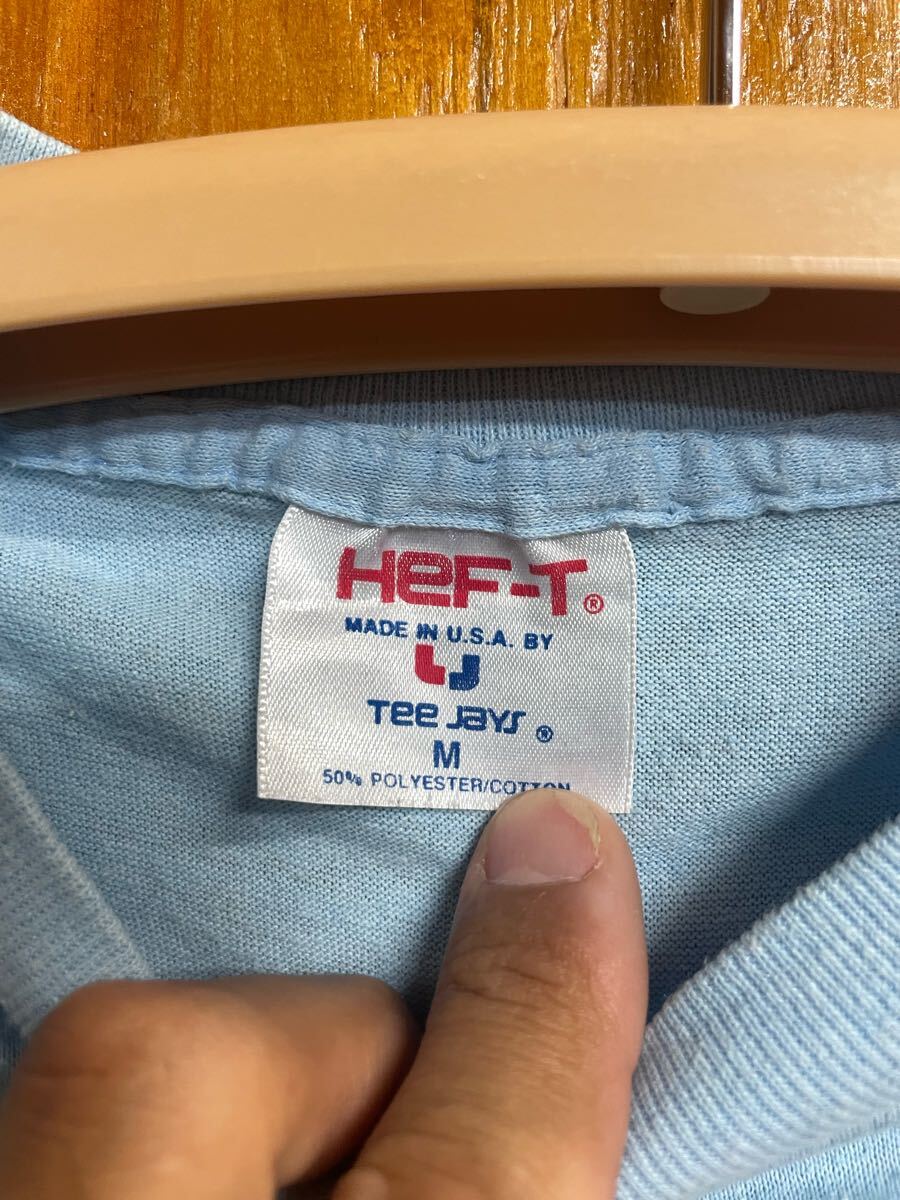 HeF-T®
MADE IN U.S.A. BY
TJ
Tee Jays ®
M
50% POLYESTER/COTTON